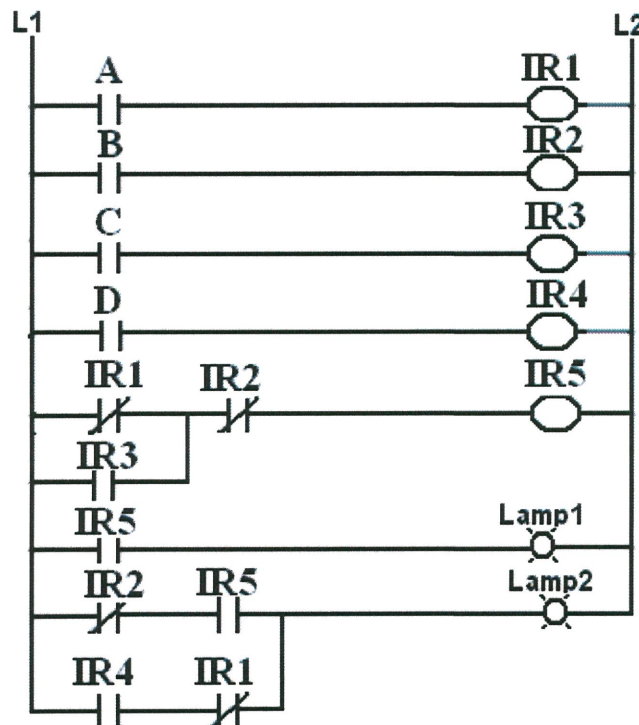 L1 L2
A IR1
B IR2
C IR3
D IR4
IR1 IR2 IR5
IR3
IR5 Lamp1
IR2 IR5 Lamp2
IR4 IR1